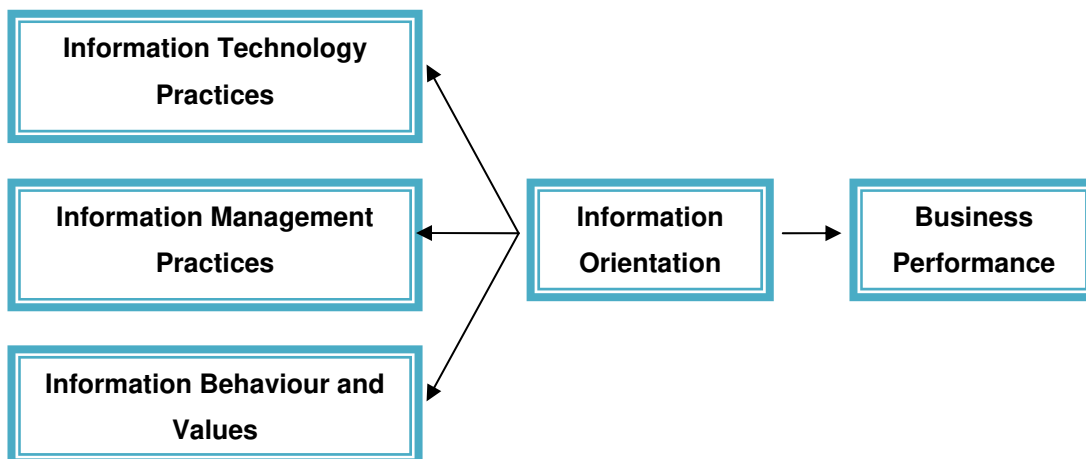 Information Technology
Practices
Information Management
Practices
Information Behaviour and
Values
Information
Orientation
Business
Performance